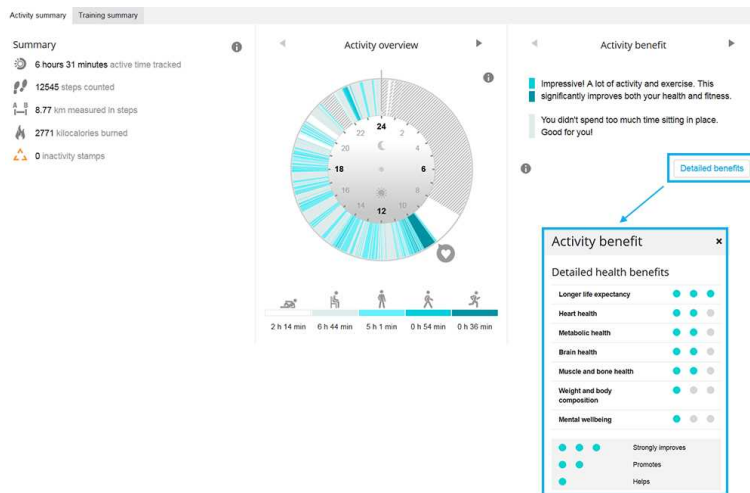 Activity summary Training summary
Summary
6 hours 31 minutes active time tracked
12545 steps counted
A B
8.77 km measured in steps
2771 kilocalories burned
0 inactivity stamps
Activity overview
24
2
4
6
8
10
12
14
16
18
20
22
2 h 14 min 6 h 44 min 5 h 1 min 0 h 54 min 0 h 36 min
Activity benefit
Impressive! A lot of activity and exercise. This
significantly improves both your health and fitness.
You didn't spend too much time sitting in place.
Good for you!
Detailed benefits
Activity benefit ×
Detailed health benefits
Longer life expectancy
Heart health
Metabolic health
Brain health
Muscle and bone health
Weight and body
composition
Mental wellbeing
Strongly improves
Promotes
Helps